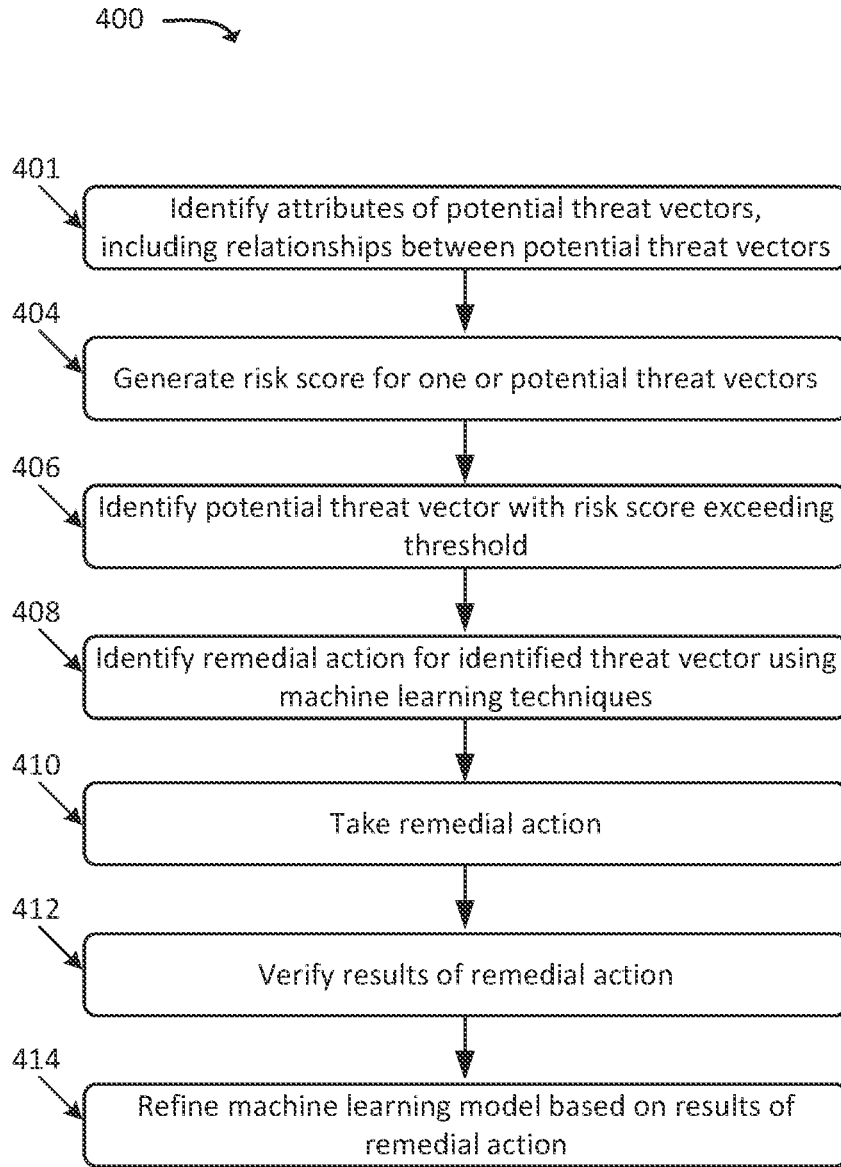 400
401
Identify attributes of potential threat vectors,
including relationships between potential threat vectors
404
Generate risk score for one or potential threat vectors
406
Identify potential threat vector with risk score exceeding
threshold
408
Identify remedial action for identified threat vector using
machine learning techniques
410
Take remedial action
412
Verify results of remedial action
414
Refine machine learning model based on results of
remedial action